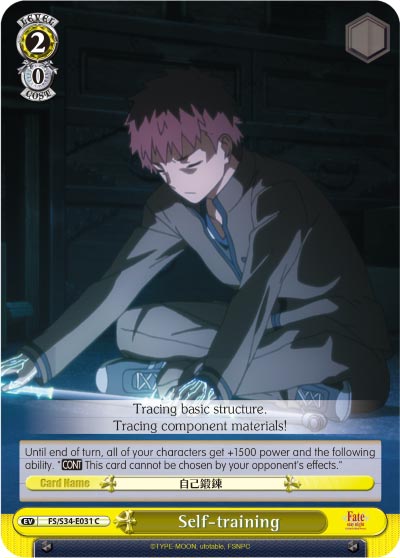 LEVEL
2
0
COST
Tracing basic structure.
Tracing component materials!
Until end of turn, all of your characters get +1500 power and the following
ability. "CONT This card cannot be chosen by your opponent's effects."
Card Name 自己鍛錬
EV FS/S34-E031 C Self-training Fate
stay night
©TYPE-MOON, ufotable, FSNPC